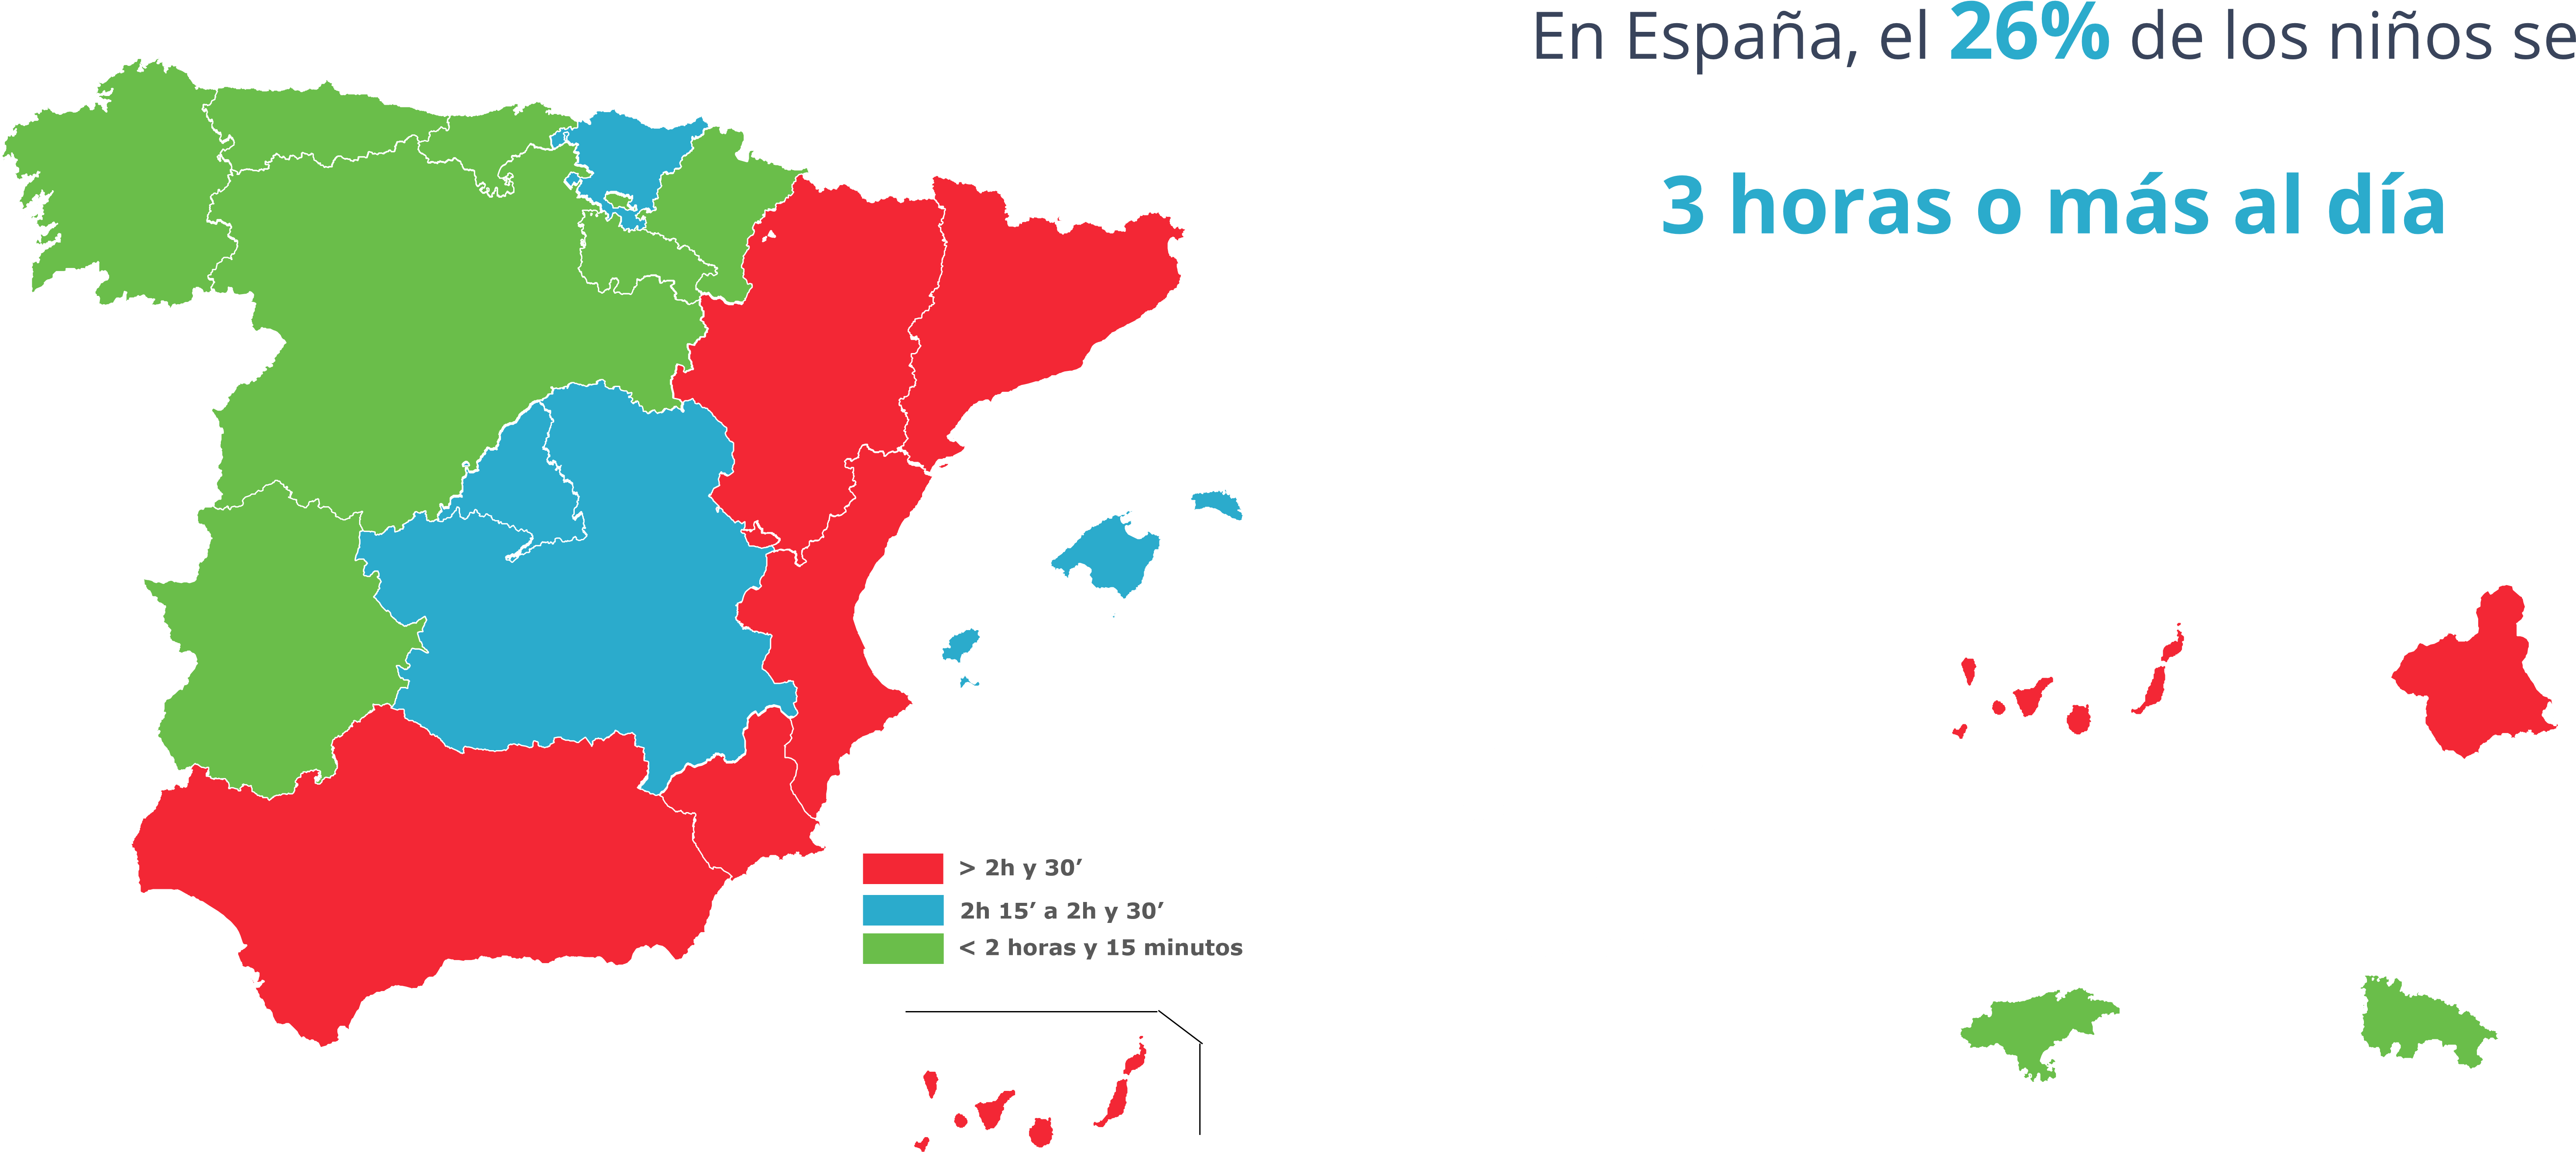 En España, el 26% de los niños se
3 horas o más al día
> 2h y 30’
2h 15’ a 2h y 30’
< 2 horas y 15 minutos